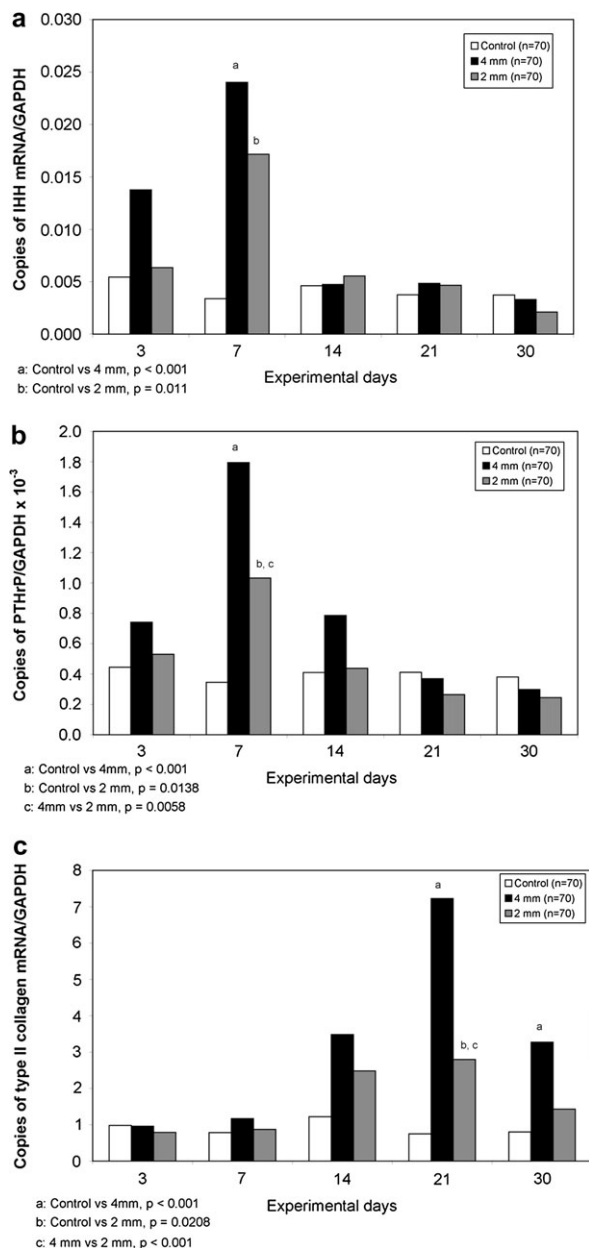 a
0.030
0.025
0.020
0.015
0.010
0.005
0.000
Copies of IHH mRNA/GAPDH
Control (n=70)
4 mm (n=70)
2 mm (n=70)
a
b
3 7 14 21 30
Experimental days
a: Control vs 4 mm, p < 0.001
b: Control vs 2 mm, p = 0.011
b
2.0
1.8
1.6
1.4
1.2
1.0
0.8
0.6
0.4
0.2
0.0
Copies of PTHrP/GAPDH x 10⁻³
Control (n=70)
4 mm (n=70)
2 mm (n=70)
a
b, c
3 7 14 21 30
Experimental days
a: Control vs 4mm, p < 0.001
b: Control vs 2 mm, p = 0.0138
c: 4mm vs 2 mm, p = 0.0058
c
8
7
6
5
4
3
2
1
0
Copies of type II collagen mRNA/GAPDH
Control (n=70)
4 mm (n=70)
2 mm (n=70)
a
b, c
a
3 7 14 21 30
Experimental days
a: Control vs 4mm, p < 0.001
b: Control vs 2 mm, p = 0.0208
c: 4 mm vs 2 mm, p < 0.001